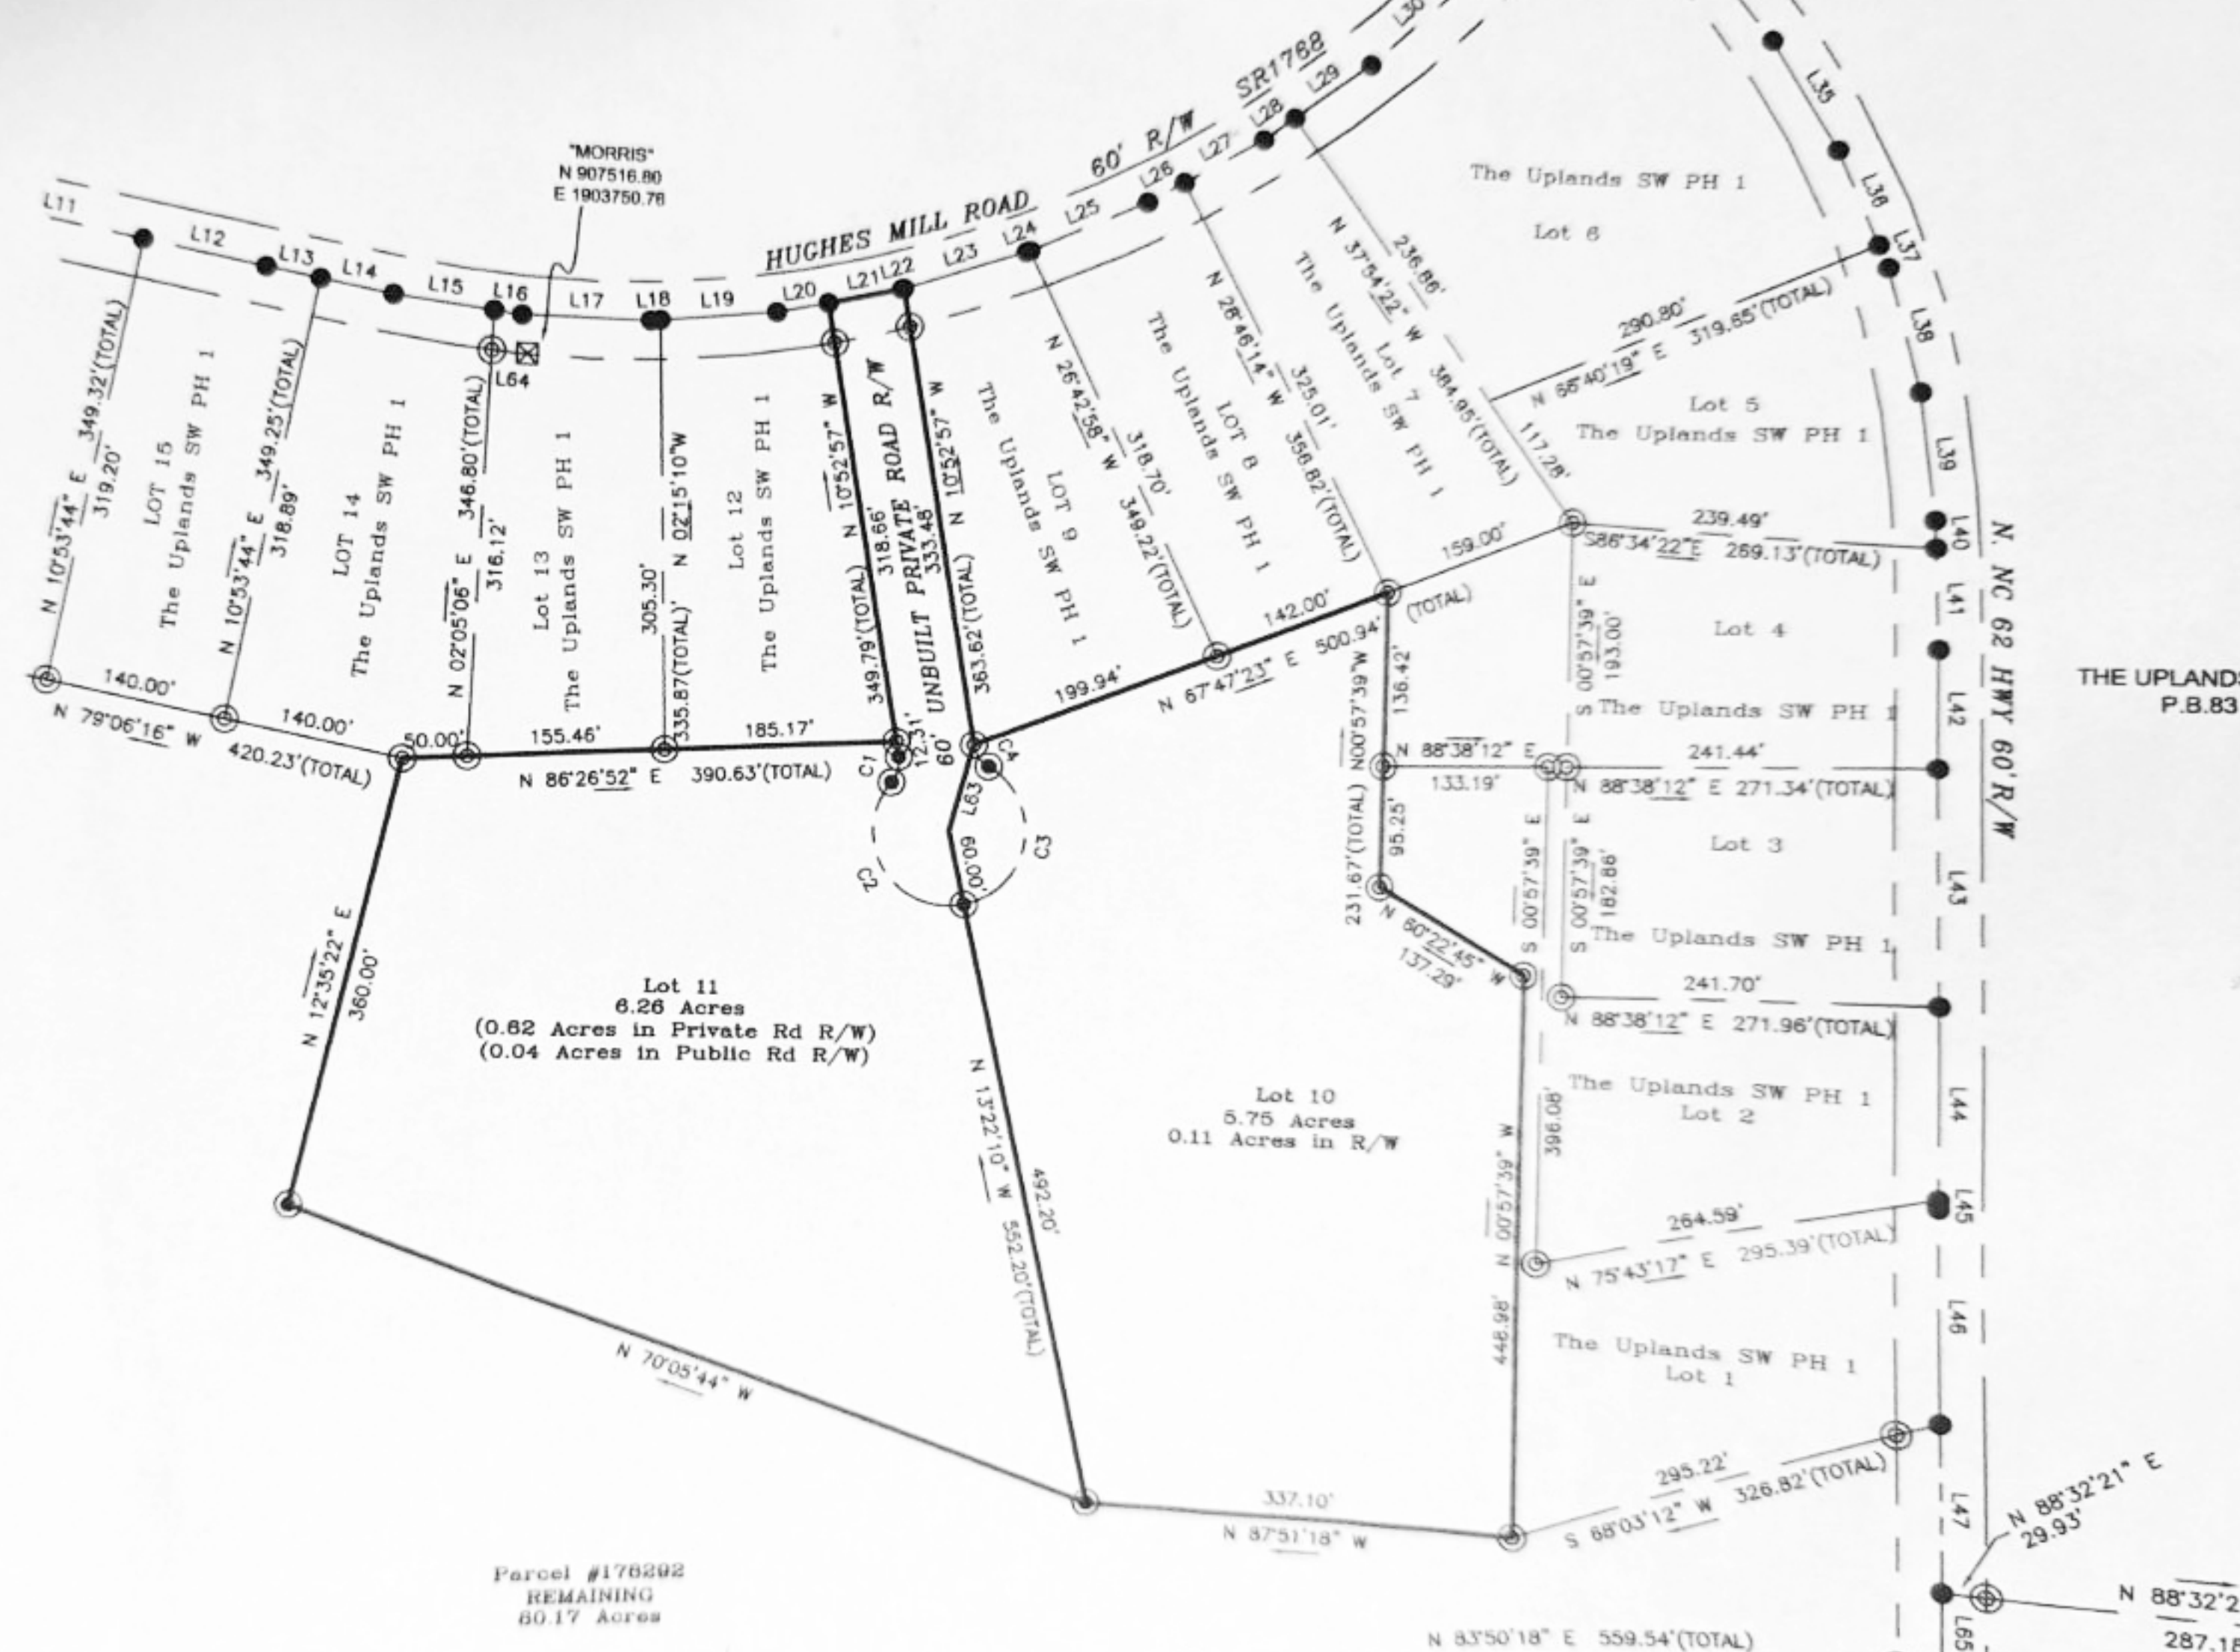 "MORRIS"
N 907516.80
E 1903750.76
HUGHES MILL ROAD
60' R/W
SR1768
L11
L12
L13
L14
L15
L16
L17
L18
L19
L20
L21
L22
L23
L24
L25
L26
L27
L28
L29
L30
L64
N 10°53'44" E 349.32'(TOTAL)
319.20'
LOT 15
The Uplands SW PH 1
N 10°53'44" E 349.25'(TOTAL)
318.89'
LOT 14
The Uplands SW PH 1
N 02°05'06" E 346.80'(TOTAL)
316.12'
Lot 13
The Uplands SW PH 1
305.30'
335.87(TOTAL)' N 02°15'10"W
Lot 12
The Uplands SW PH 1
349.79'(TOTAL) N 10°52'57" W
318.66'
UNBUILT PRIVATE ROAD R/W
60'
333.48'
363.62'(TOTAL) N 10°52'57" W
The Uplands SW PH 1
LOT 9
N 26°42'58" W 349.22'(TOTAL)
318.70'
The Uplands SW PH 1
LOT 8
N 28°46'14" W 356.82'(TOTAL)
325.01'
The Uplands SW PH 1
Lot 7
N 37°54'22" W 384.95'(TOTAL)
236.86'
117.28'
The Uplands SW PH 1
Lot 6
290.80'
N 66°40'19" E 319.65'(TOTAL)
Lot 5
The Uplands SW PH 1
239.49'
S86°34'22"E 269.13'(TOTAL)
L35
L36
L37
L38
L39
L40
L41
L42
L43
L44
L45
L46
L47
L65
N. NC 62 HWY 60'R/W
THE UPLAND
P.B.83
140.00'
N 79°06'16" W 420.23'(TOTAL)
140.00'
50.00'
155.46'
185.17'
N 86°26'52" E 390.63'(TOTAL)
12.31'
C1
C2
C3
C4
L63
60.00'
199.94'
142.00'
159.00'
N 67°47'23" E 500.94'
(TOTAL)
231.67'(TOTAL) N00°57'39"W
136.42'
95.25'
S 00°57'39" E
193.00'
Lot 4
The Uplands SW PH 1
N 88°38'12" E
133.19'
241.44'
N 88°38'12" E 271.34'(TOTAL)
Lot 3
S 00°57'39" E
S 00°57'39" E
182.86'
The Uplands SW PH 1
N 60°22'45" W
137.29'
241.70'
N 88°38'12" E 271.96'(TOTAL)
The Uplands SW PH 1
Lot 2
396.08'
N 12°35'22" E
360.00'
Lot 11
6.26 Acres
(0.62 Acres in Private Rd R/W)
(0.04 Acres in Public Rd R/W)
N 13°22'10" W 552.20'(TOTAL)
492.20'
Lot 10
5.75 Acres
0.11 Acres in R/W
448.98' N 00°57'39" W
264.59'
N 75°43'17" E 295.39'(TOTAL)
The Uplands SW PH 1
Lot 1
N 70°05'44" W
337.10'
N 87°51'18" W
295.22'
S 68°03'12" W 326.82'(TOTAL)
N 88°32'21" E
29.93'
N 88°32'2
287.1
Parcel #178292
REMAINING
60.17 Acres
N 83°50'18" E 559.54'(TOTAL)